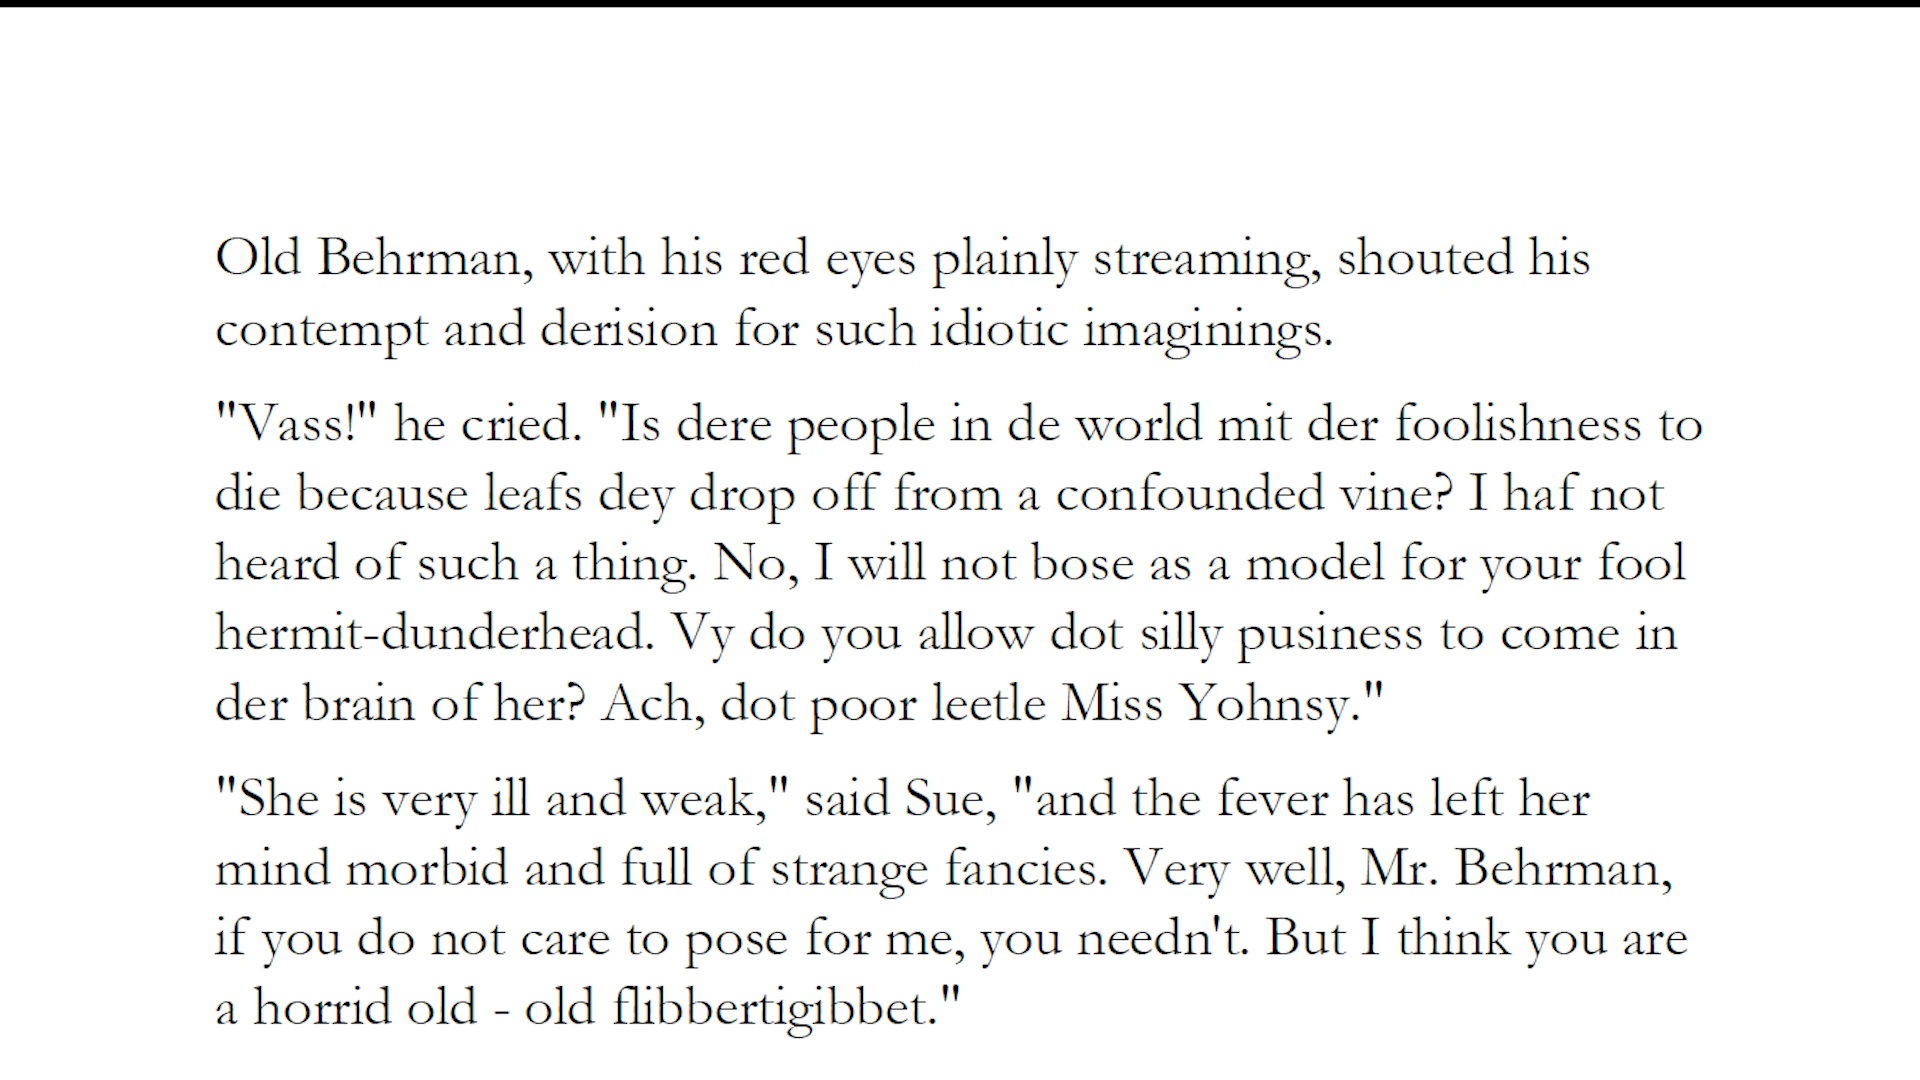 Old Behrman, with his red eyes plainly streaming, shouted his
contempt and derision for such idiotic imaginings.
"Vass!" he cried. "Is dere people in de world mit der foolishness to
die because leafs dey drop off from a confounded vine? I haf not
heard of such a thing. No, I will not bose as a model for your fool
hermit-dunderhead. Vy do you allow dot silly pusiness to come in
der brain of her? Ach, dot poor leetle Miss Yohnsy."
"She is very ill and weak," said Sue, "and the fever has left her
mind morbid and full of strange fancies. Very well, Mr. Behrman,
if you do not care to pose for me, you needn't. But I think you are
a horrid old - old flibbertigibbet."